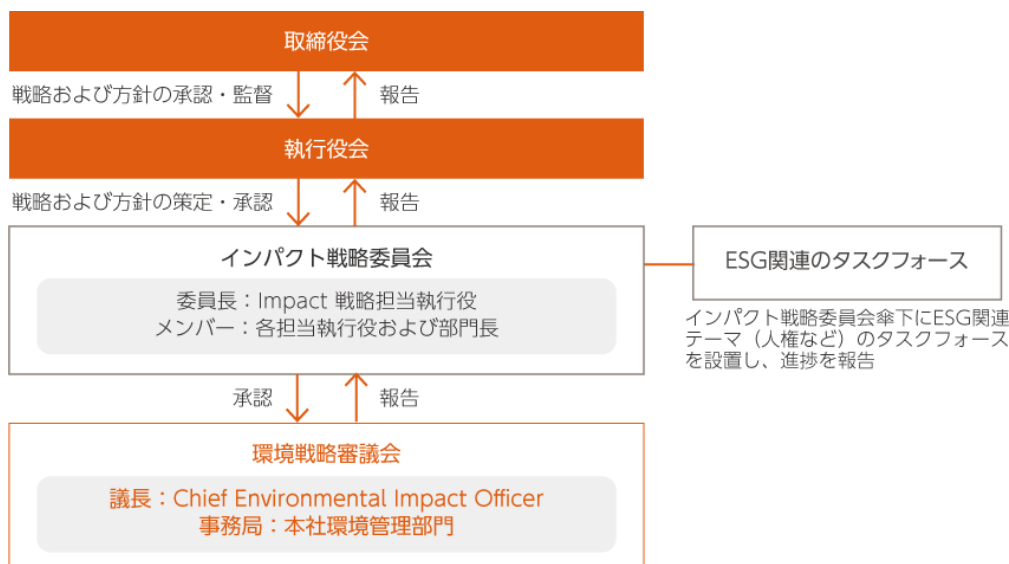 取締役会
戦略および方針の承認・監督
報告
執行役会
戦略および方針の策定・承認
報告
インパクト戦略委員会
委員長：Impact 戦略担当執行役
メンバー：各担当執行役および部門長
ESG関連のタスクフォース
インパクト戦略委員会傘下にESG関連
テーマ（人権など）のタスクフォース
を設置し、進捗を報告
承認
報告
環境戦略審議会
議長：Chief Environmental Impact Officer
事務局：本社環境管理部門